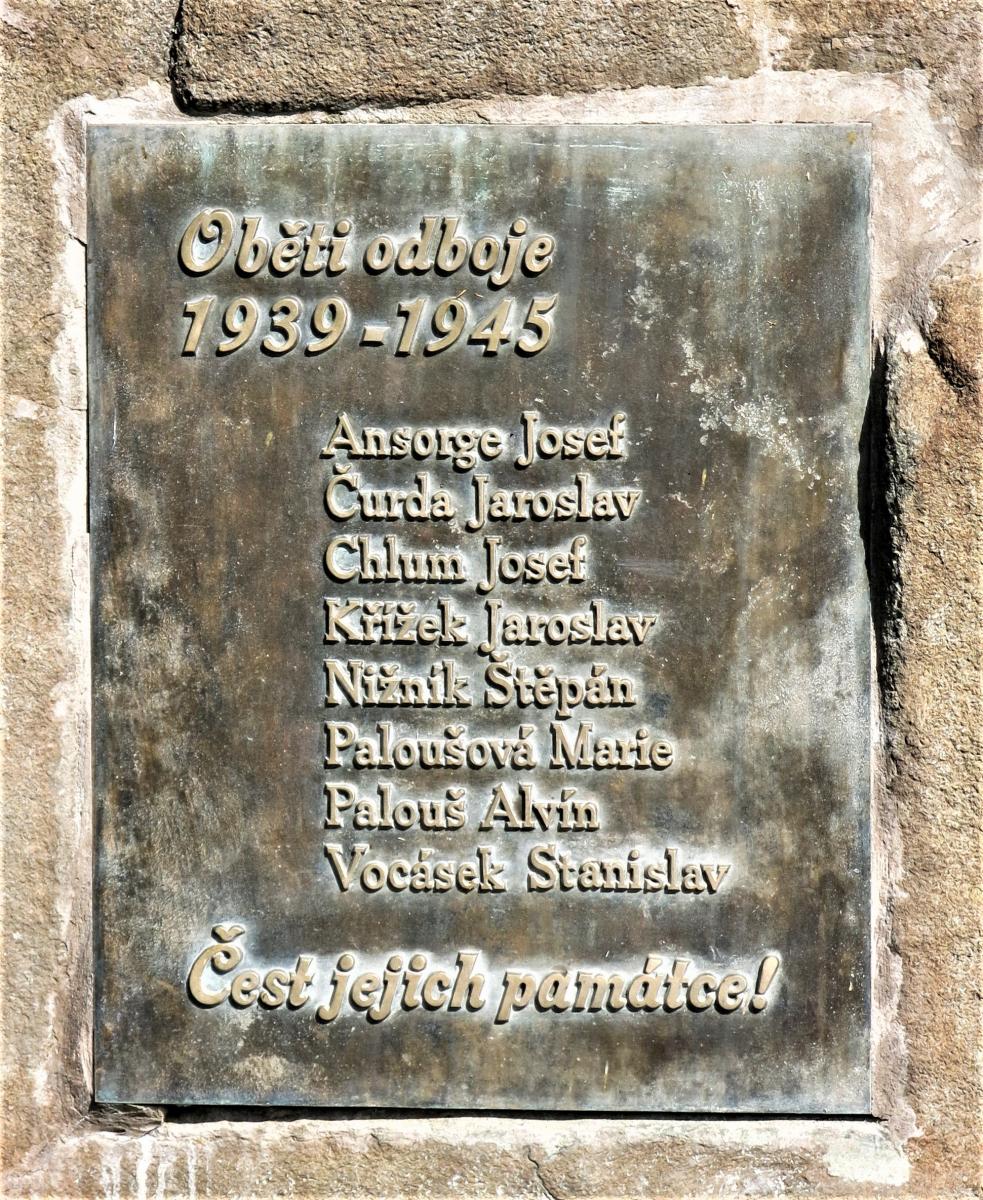 Oběti odboje
1939-1945
Ansorge Josef
Čurda Jaroslav
Chlum Josef
Křížek Jaroslav
Nižnik Štěpán
Paloušová Marie
Palouš Alvín
Vocásek Stanislav
Čest jejich památce!